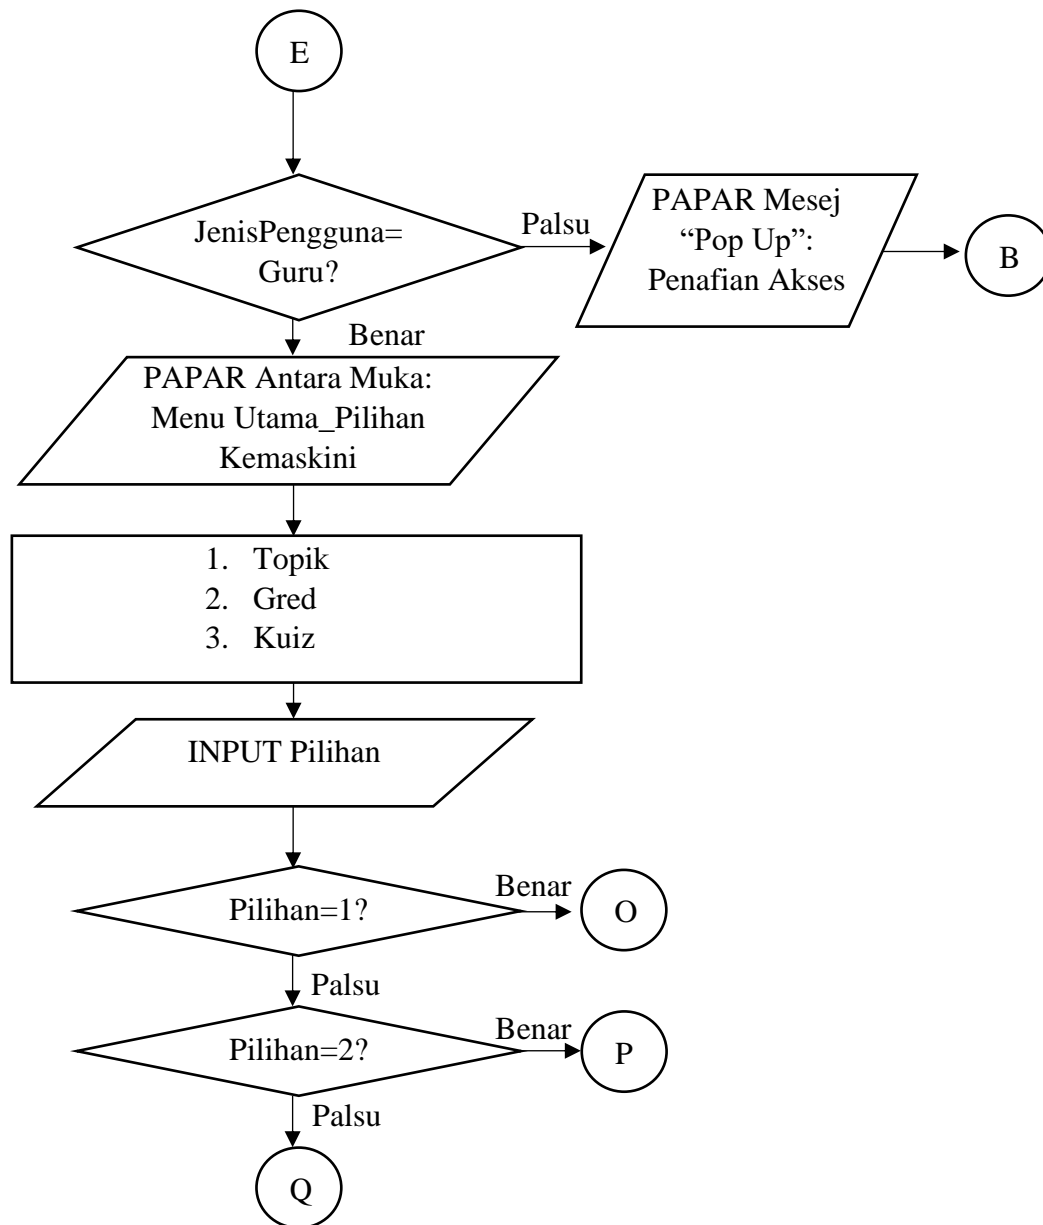 E
JenisPengguna=
Guru?
Palsu
PAPAR Mesej
“Pop Up”:
Penafian Akses
B
Benar
PAPAR Antara Muka:
Menu Utama_Pilihan
Kemaskini
1. Topik
2. Gred
3. Kuiz
INPUT Pilihan
Pilihan=1?
Benar
O
Palsu
Pilihan=2?
Benar
P
Palsu
Q